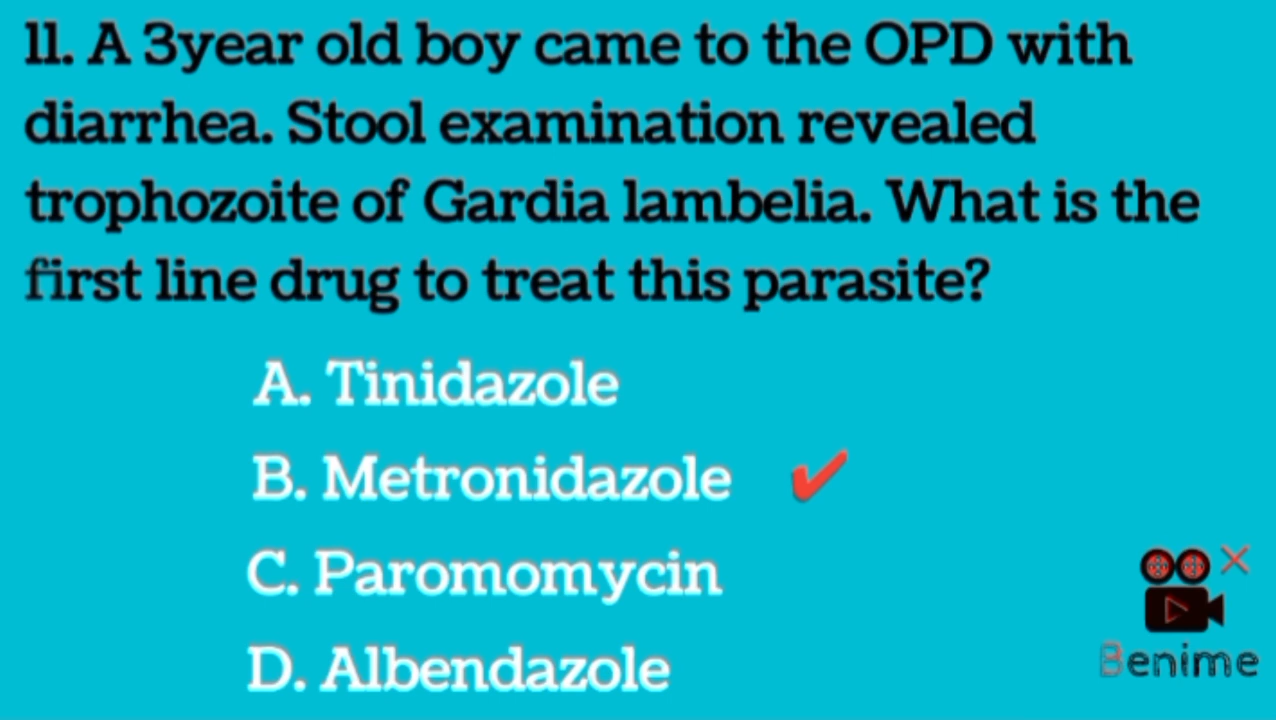 11. A 3year old boy came to the OPD with
diarrhea. Stool examination revealed
trophozoite of Gardia lambelia. What is the
first line drug to treat this parasite?
A. Tinidazole
B. Metronidazole
C. Paromomycin
D. Albendazole
Benime